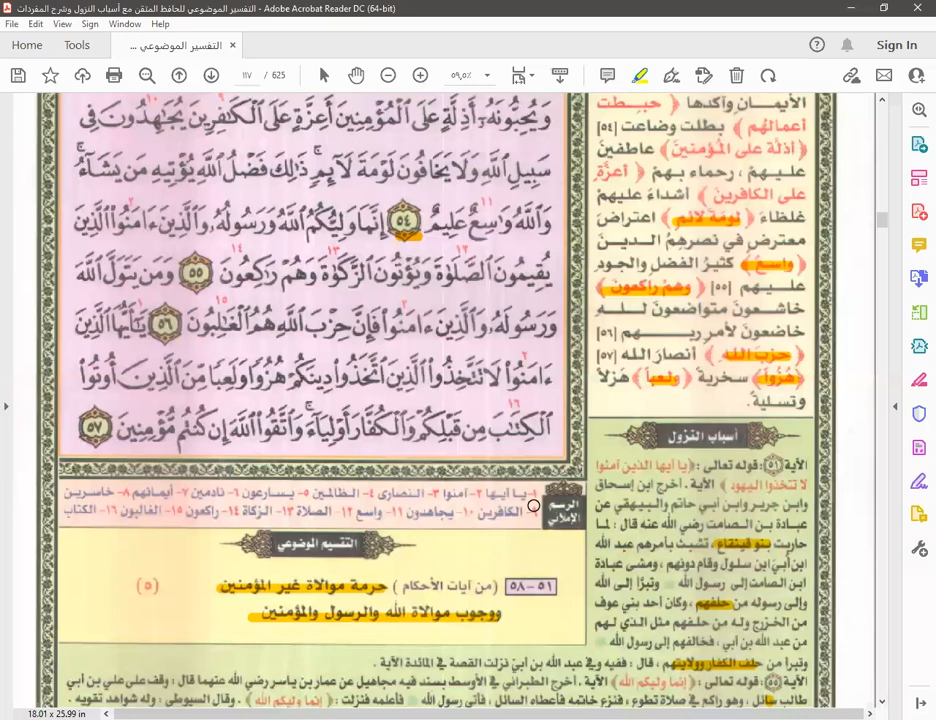 التفسير الموضوعي للحافظ المتقن مع أسباب النزول وشرح المفردات - Adobe Acrobat Reader DC (64-bit)
File Edit View Sign Window Help
Home Tools التفسير الموضوعي ... × Sign In
١١٧ / 625 ٥٩,٥٪
وَيُحِبُّونَهُۥٓ أَذِلَّةٍ عَلَى ٱلْمُؤْمِنِينَ أَعِزَّةٍ عَلَى ٱلْكَٰفِرِينَ يُجَٰهِدُونَ فِى
سَبِيلِ ٱللَّهِ وَلَا يَخَافُونَ لَوْمَةَ لَآئِمٍ ۚ ذَٰلِكَ فَضْلُ ٱللَّهِ يُؤْتِيهِ مَن يَشَآءُ ۚ
وَٱللَّهُ وَٰسِعٌ عَلِيمٌ ٥٤ إِنَّمَا وَلِيُّكُمُ ٱللَّهُ وَرَسُولُهُۥ وَٱلَّذِينَ ءَامَنُوا۟ ٱلَّذِينَ
يُقِيمُونَ ٱلصَّلَوٰةَ وَيُؤْتُونَ ٱلزَّكَوٰةَ وَهُمْ رَٰكِعُونَ ٥٥ وَمَن يَتَوَلَّ ٱللَّهَ
وَرَسُولَهُۥ وَٱلَّذِينَ ءَامَنُوا۟ فَإِنَّ حِزْبَ ٱللَّهِ هُمُ ٱلْغَٰلِبُونَ ٥٦ يَٰٓأَيُّهَا ٱلَّذِينَ
ءَامَنُوا۟ لَا تَتَّخِذُوا۟ ٱلَّذِينَ ٱتَّخَذُوا۟ دِينَكُمْ هُزُوًا وَلَعِبًا مِّنَ ٱلَّذِينَ أُوتُوا۟
ٱلْكِتَٰبَ مِن قَبْلِكُمْ وَٱلْكُفَّارَ أَوْلِيَآءَ ۚ وَٱتَّقُوا۟ ٱللَّهَ إِن كُنتُم مُّؤْمِنِينَ ٥٧
الأيمان وأكدها ﴿ حبطت
أعمالهم ﴾ بطلت وضاعت [٥٤]
﴿ أذلة على المؤمنين ﴾ عاطفين
عليهم ، رحماء بهم ﴿ أعزة
على الكافرين ﴾ أشداء عليهم
غلظاء ﴿ لومة لائم ﴾ اعتراض
معترض في نصرهم الدين
﴿ واسع ﴾ كثير الفضل والجود
عليهم [٥٥] ﴿ وهم راكعون ﴾
خاشعون متواضعون لله
خاضعون لأمر ربهم [٥٦]
﴿ حزب الله ﴾ أنصار الله [٥٧]
﴿ هزوا ﴾ سخرية ﴿ ولعبا ﴾ هزلا
وتسلية .
الرسم الإملائي
١- يا أيها ٢- آمنوا ٣- النصارى ٤- الظالمين ٥- يسارعون ٦- نادمين ٧- أيمانهم ٨- خاسرين
٩- الكافرين ١٠- يجاهدون ١١- واسع ١٢- الصلاة ١٣- الزكاة ١٤- راكعون ١٥- الغالبون ١٦- الكتاب
التقسيم الموضوعي
٥١-٥٨ (من آيات الأحكام ) حرمة موالاة غير المؤمنين (٥)
ووجوب موالاة الله والرسول والمؤمنين
أسباب النزول
الآية ٥١: قوله تعالى : ﴿يا أيها الذين آمنوا
لا تتخذوا اليهود ﴾ الآية . أخرج ابن إسحاق
وابن جرير وابن أبي حاتم والبيهقي عن
عبادة بن الصامت رضي الله عنه قال : لما
حاربت بنو قينقاع ، تشبث بأمرهم عبد الله
ابن أُبي ابن سلول وقام دونهم ، ومشى عبادة
ابن الصامت إلى رسول الله ﷺ وتبرأ إلى الله
وإلى رسوله من حلفهم ، وكان أحد بني عوف
من الخزرج وله من حلفهم مثل الذي لهم
من عبد الله بن أبي ، فخالفهم إلى رسول الله ﷺ
وتبرأ من حلف الكفار وولايتهم ، قال : ففيه وفي عبد الله بن أبي نزلت القصة في المائدة الآية .
الآية ٥٥: قوله تعالى : ﴿ إنما وليكم الله ﴾ الآية . أخرج الطبراني في الأوسط بسند فيه مجاهيل عن عمار بن ياسر رضي الله عنهما قال : وقف على علي بن أبي
طالب سائل ، وهو راكع في صلاة تطوع ، فنزع خاتمه فأعطاه السائل ، فأتى رسول الله ﷺ فأعلمه فنزلت : ﴿ إنما وليكم الله ﴾ . وقال السيوطي : وله شواهد تقويه .
18.01 x 25.99 in